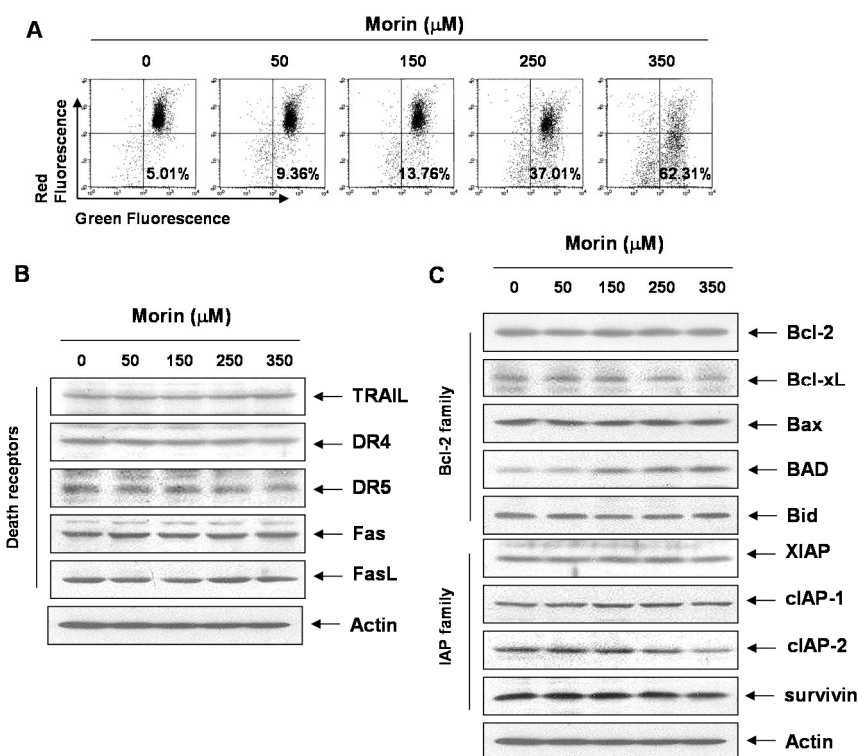 A
Morin (μM)
0 50 150 250 350
Red Fluorescence
5.01% 9.36% 13.76% 37.01% 62.31%
Green Fluorescence
B
Morin (μM)
0 50 150 250 350
Death receptors
TRAIL
DR4
DR5
Fas
FasL
Actin
C
Morin (μM)
0 50 150 250 350
Bcl-2 family
Bcl-2
Bcl-xL
Bax
BAD
Bid
IAP family
XIAP
cIAP-1
cIAP-2
survivin
Actin